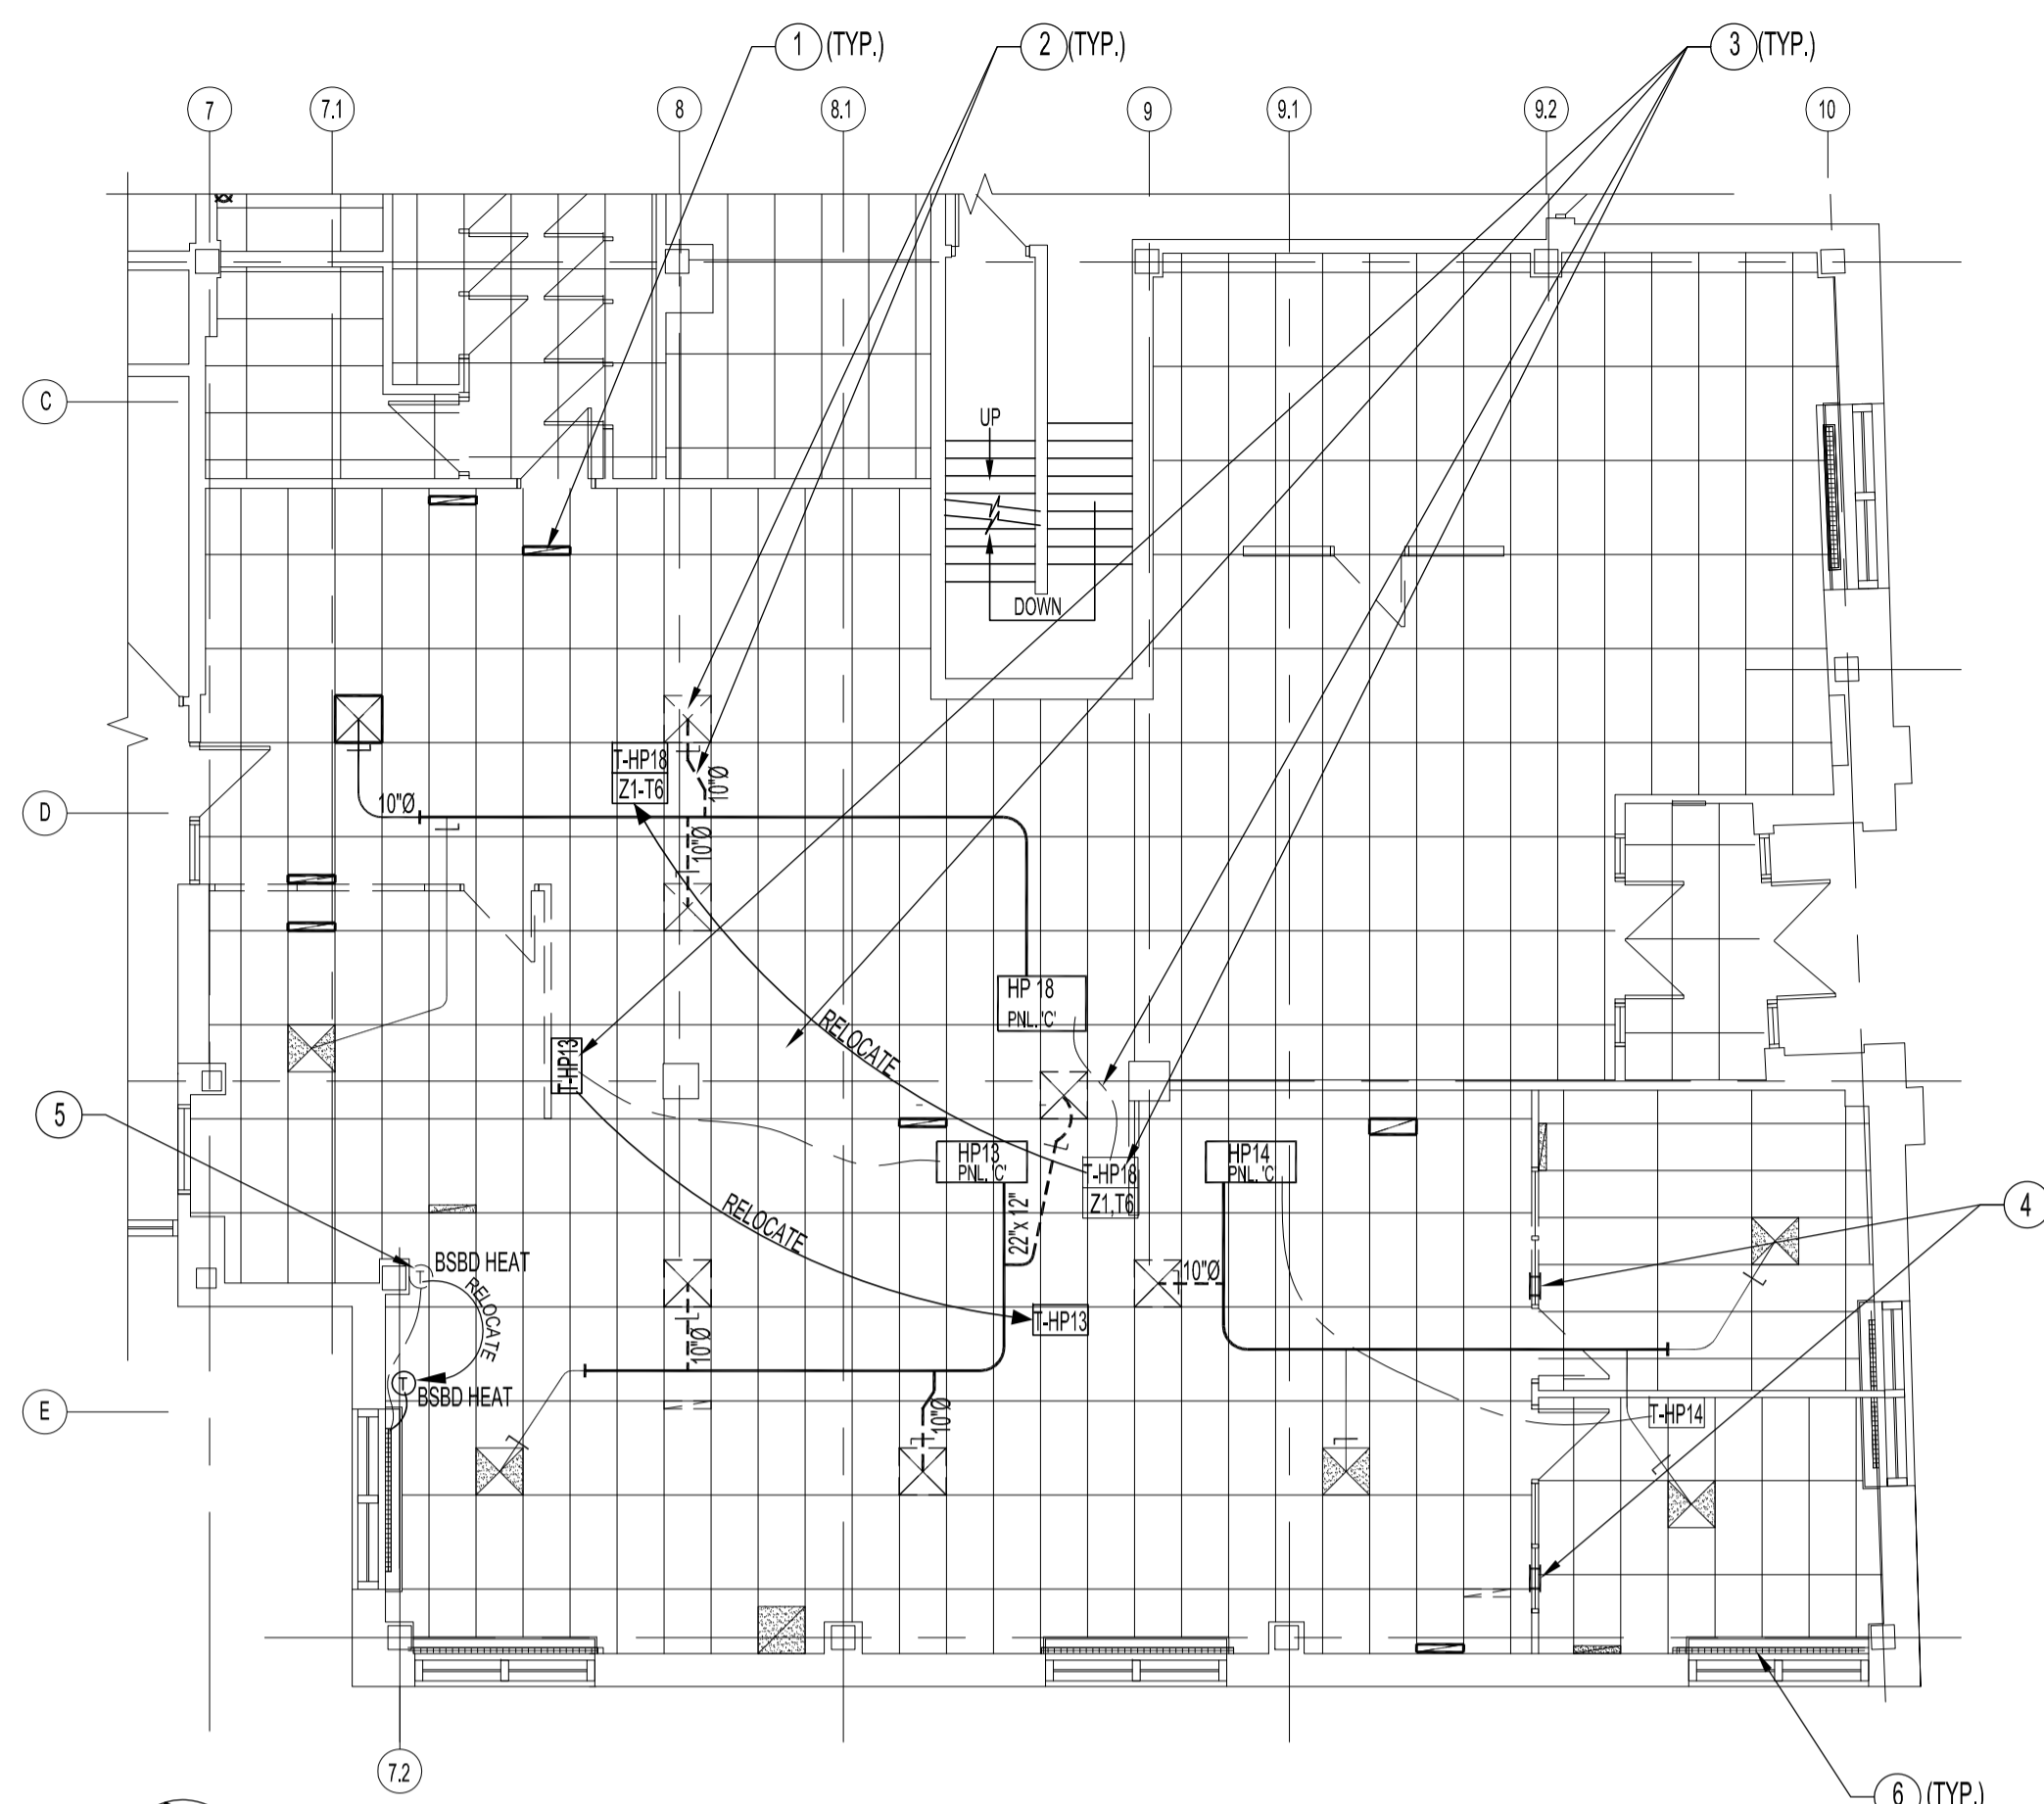 1 (TYP.)
2 (TYP.)
3 (TYP.)
7
7.1
8
8.1
9
9.1
9.2
10
C
UP
DOWN
T-HP18
Z1-T6
10"Ø
10"Ø
D
10"Ø
HP 18
PNL. 'C'
RELOCATE
T-HP13
5
HP13
PNL. 'C'
T-HP18
Z1,T6
HP14
PNL. 'C'
4
RELOCATE
22"x 12"
BSBD HEAT
RELOCATE
10"Ø
T-HP13
10"Ø
BSBD HEAT
E
10"Ø
T-HP14
T
T
7.2
6 (TYP.)